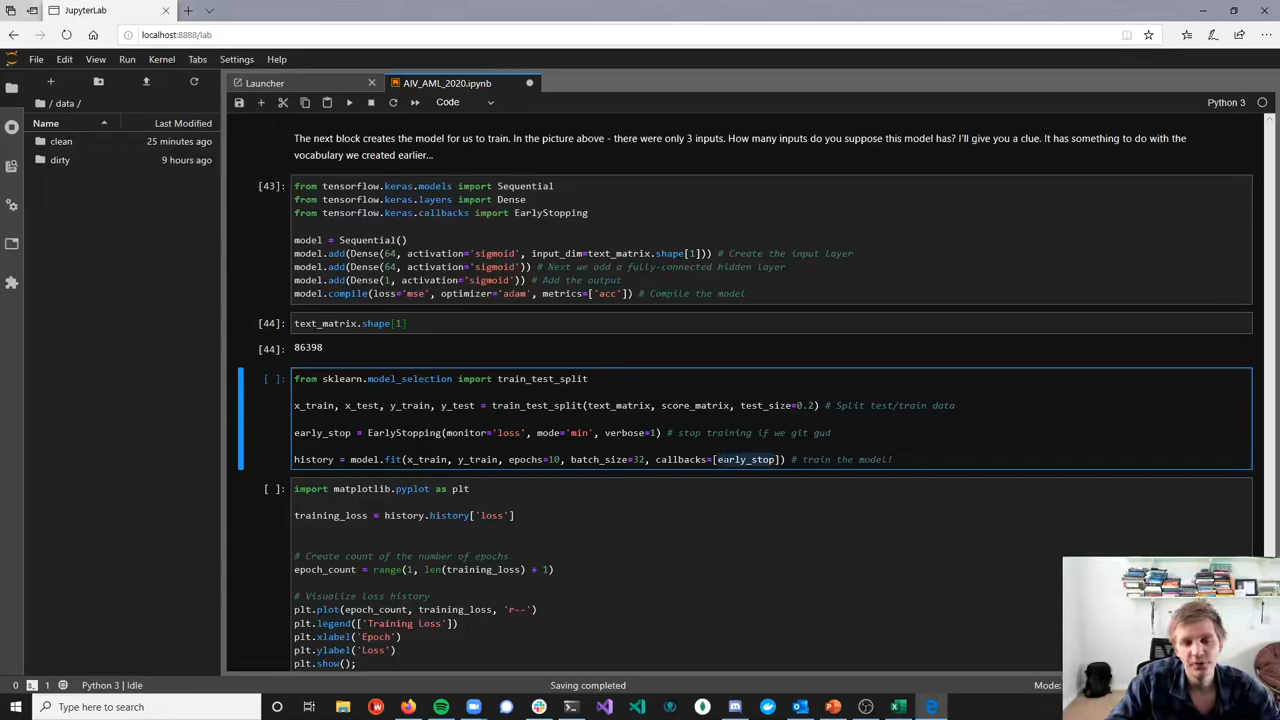 JupyterLab
localhost:8888/lab
File Edit View Run Kernel Tabs Settings Help
Launcher
AIV_AML_2020.ipynb
Code
Python 3
/ data /
Name Last Modified
clean 25 minutes ago
dirty 9 hours ago
The next block creates the model for us to train. In the picture above - there were only 3 inputs. How many inputs do you suppose this model has? I'll give you a clue. It has something to do with the
vocabulary we created earlier...
[43]: from tensorflow.keras.models import Sequential
from tensorflow.keras.layers import Dense
from tensorflow.keras.callbacks import EarlyStopping
model = Sequential()
model.add(Dense(64, activation='sigmoid', input_dim=text_matrix.shape[1])) # Create the input layer
model.add(Dense(64, activation='sigmoid')) # Next we add a fully-connected hidden layer
model.add(Dense(1, activation='sigmoid')) # Add the output
model.compile(loss='mse', optimizer='adam', metrics=['acc']) # Compile the model
[44]: text_matrix.shape[1]
[44]: 86398
[ ]: from sklearn.model_selection import train_test_split
x_train, x_test, y_train, y_test = train_test_split(text_matrix, score_matrix, test_size=0.2) # Split test/train data
early_stop = EarlyStopping(monitor='loss', mode='min', verbose=1) # stop training if we git gud
history = model.fit(x_train, y_train, epochs=10, batch_size=32, callbacks=[early_stop]) # train the model!
[ ]: import matplotlib.pyplot as plt
training_loss = history.history['loss']
# Create count of the number of epochs
epoch_count = range(1, len(training_loss) + 1)
# Visualize loss history
plt.plot(epoch_count, training_loss, 'r--')
plt.legend(['Training Loss'])
plt.xlabel('Epoch')
plt.ylabel('Loss')
plt.show();
0 1 Python 3 | Idle
Saving completed
Mode:
Type here to search